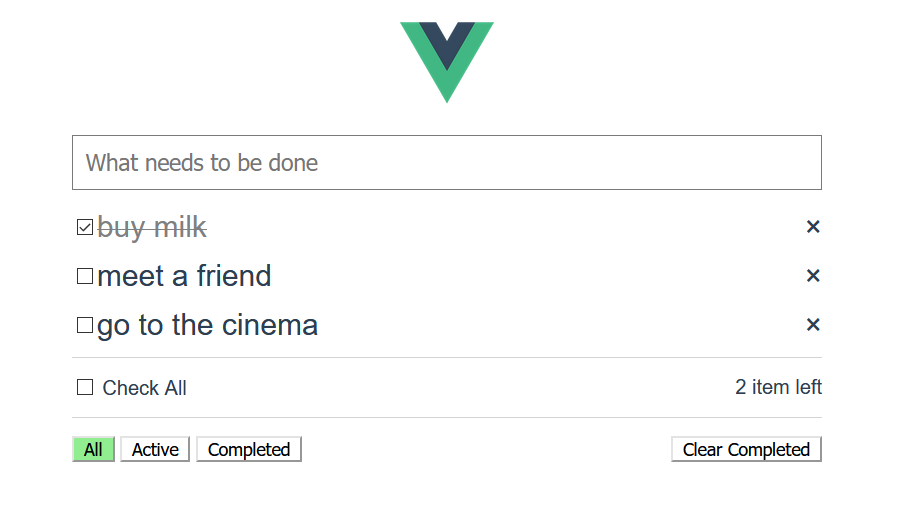 What needs to be done
buy milk ×
meet a friend ×
go to the cinema ×
Check All 2 item left
All Active Completed Clear Completed